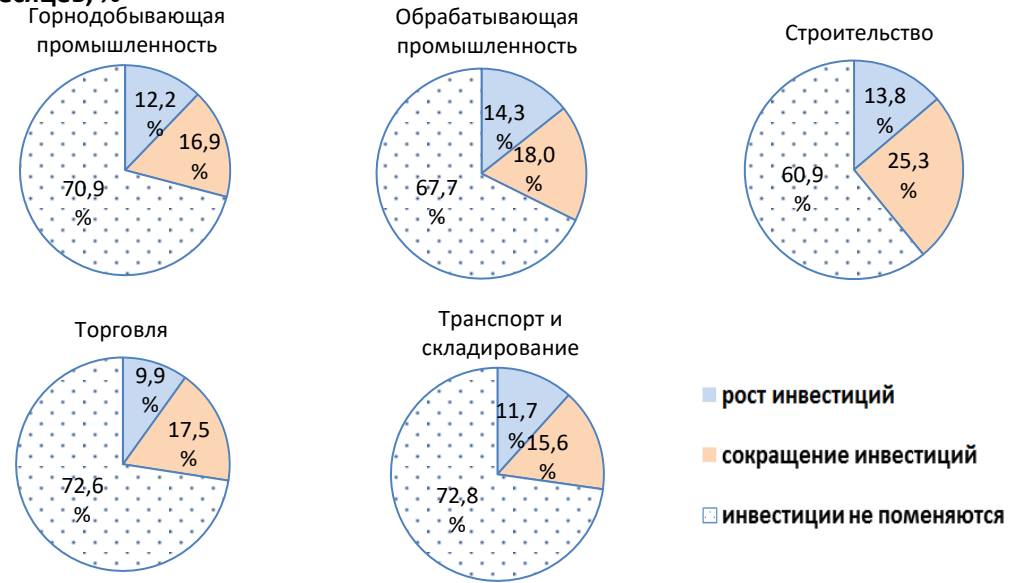 Горнодобывающая
промышленность
12,2
%
16,9
%
70,9
%
Обрабатывающая
промышленность
14,3
%
18,0
%
67,7
%
Строительство
13,8
%
25,3
%
60,9
%
Торговля
9,9
%
17,5
%
72,6
%
Транспорт и
складирование
11,7
%
15,6
%
72,8
%
рост инвестиций
сокращение инвестиций
инвестиции не поменяются